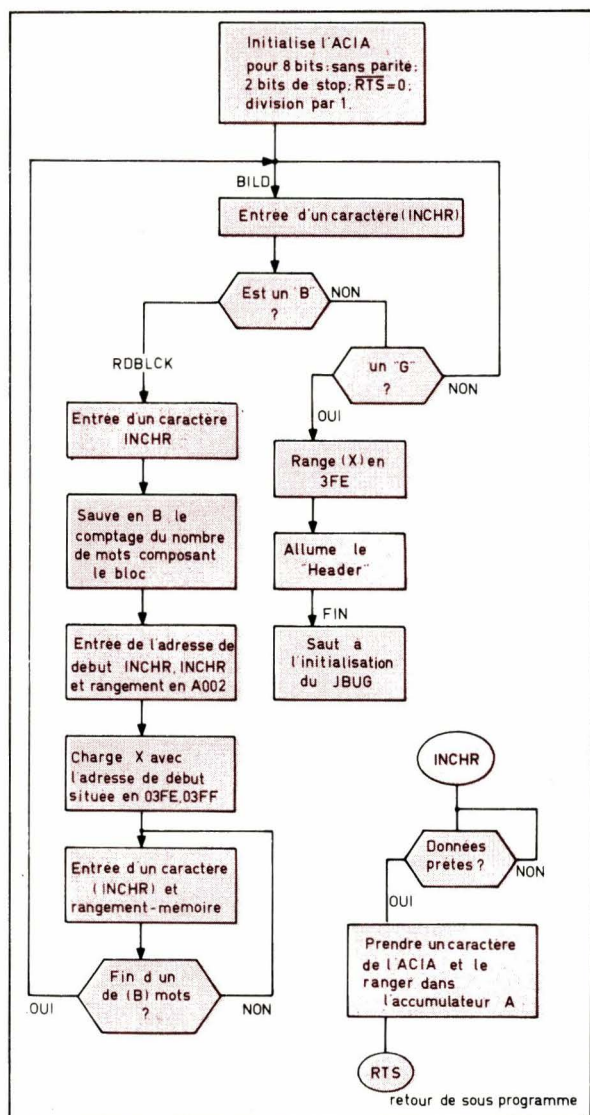 Initialise l'ACIA
pour 8 bits: sans parité;
2 bits de stop; RTS=0;
division par 1.
BILD
Entrée d'un caractère (INCHR)
Est un "B"
?
NON
RDBLCK
un "G"
?
NON
OUI
Entrée d'un caractère
INCHR
Range (X) en
3FE
Sauve en B le
comptage du nombre
de mots composant
le bloc
Allume le
"Header"
FIN
Entrée de l'adresse de
début INCHR, INCHR
et rangement en A002
Saut à
l'initialisation
du JBUG
Charge X avec
l'adresse de début
située en 03FE,03FF
Entrée d'un caractère
(INCHR) et
rangement-mémoire
Fin d un
de (B) mots
?
OUI
NON
INCHR
Données
prêtes ?
NON
OUI
Prendre un caractère
de l'ACIA et le
ranger dans
l'accumulateur A
RTS
retour de sous programme